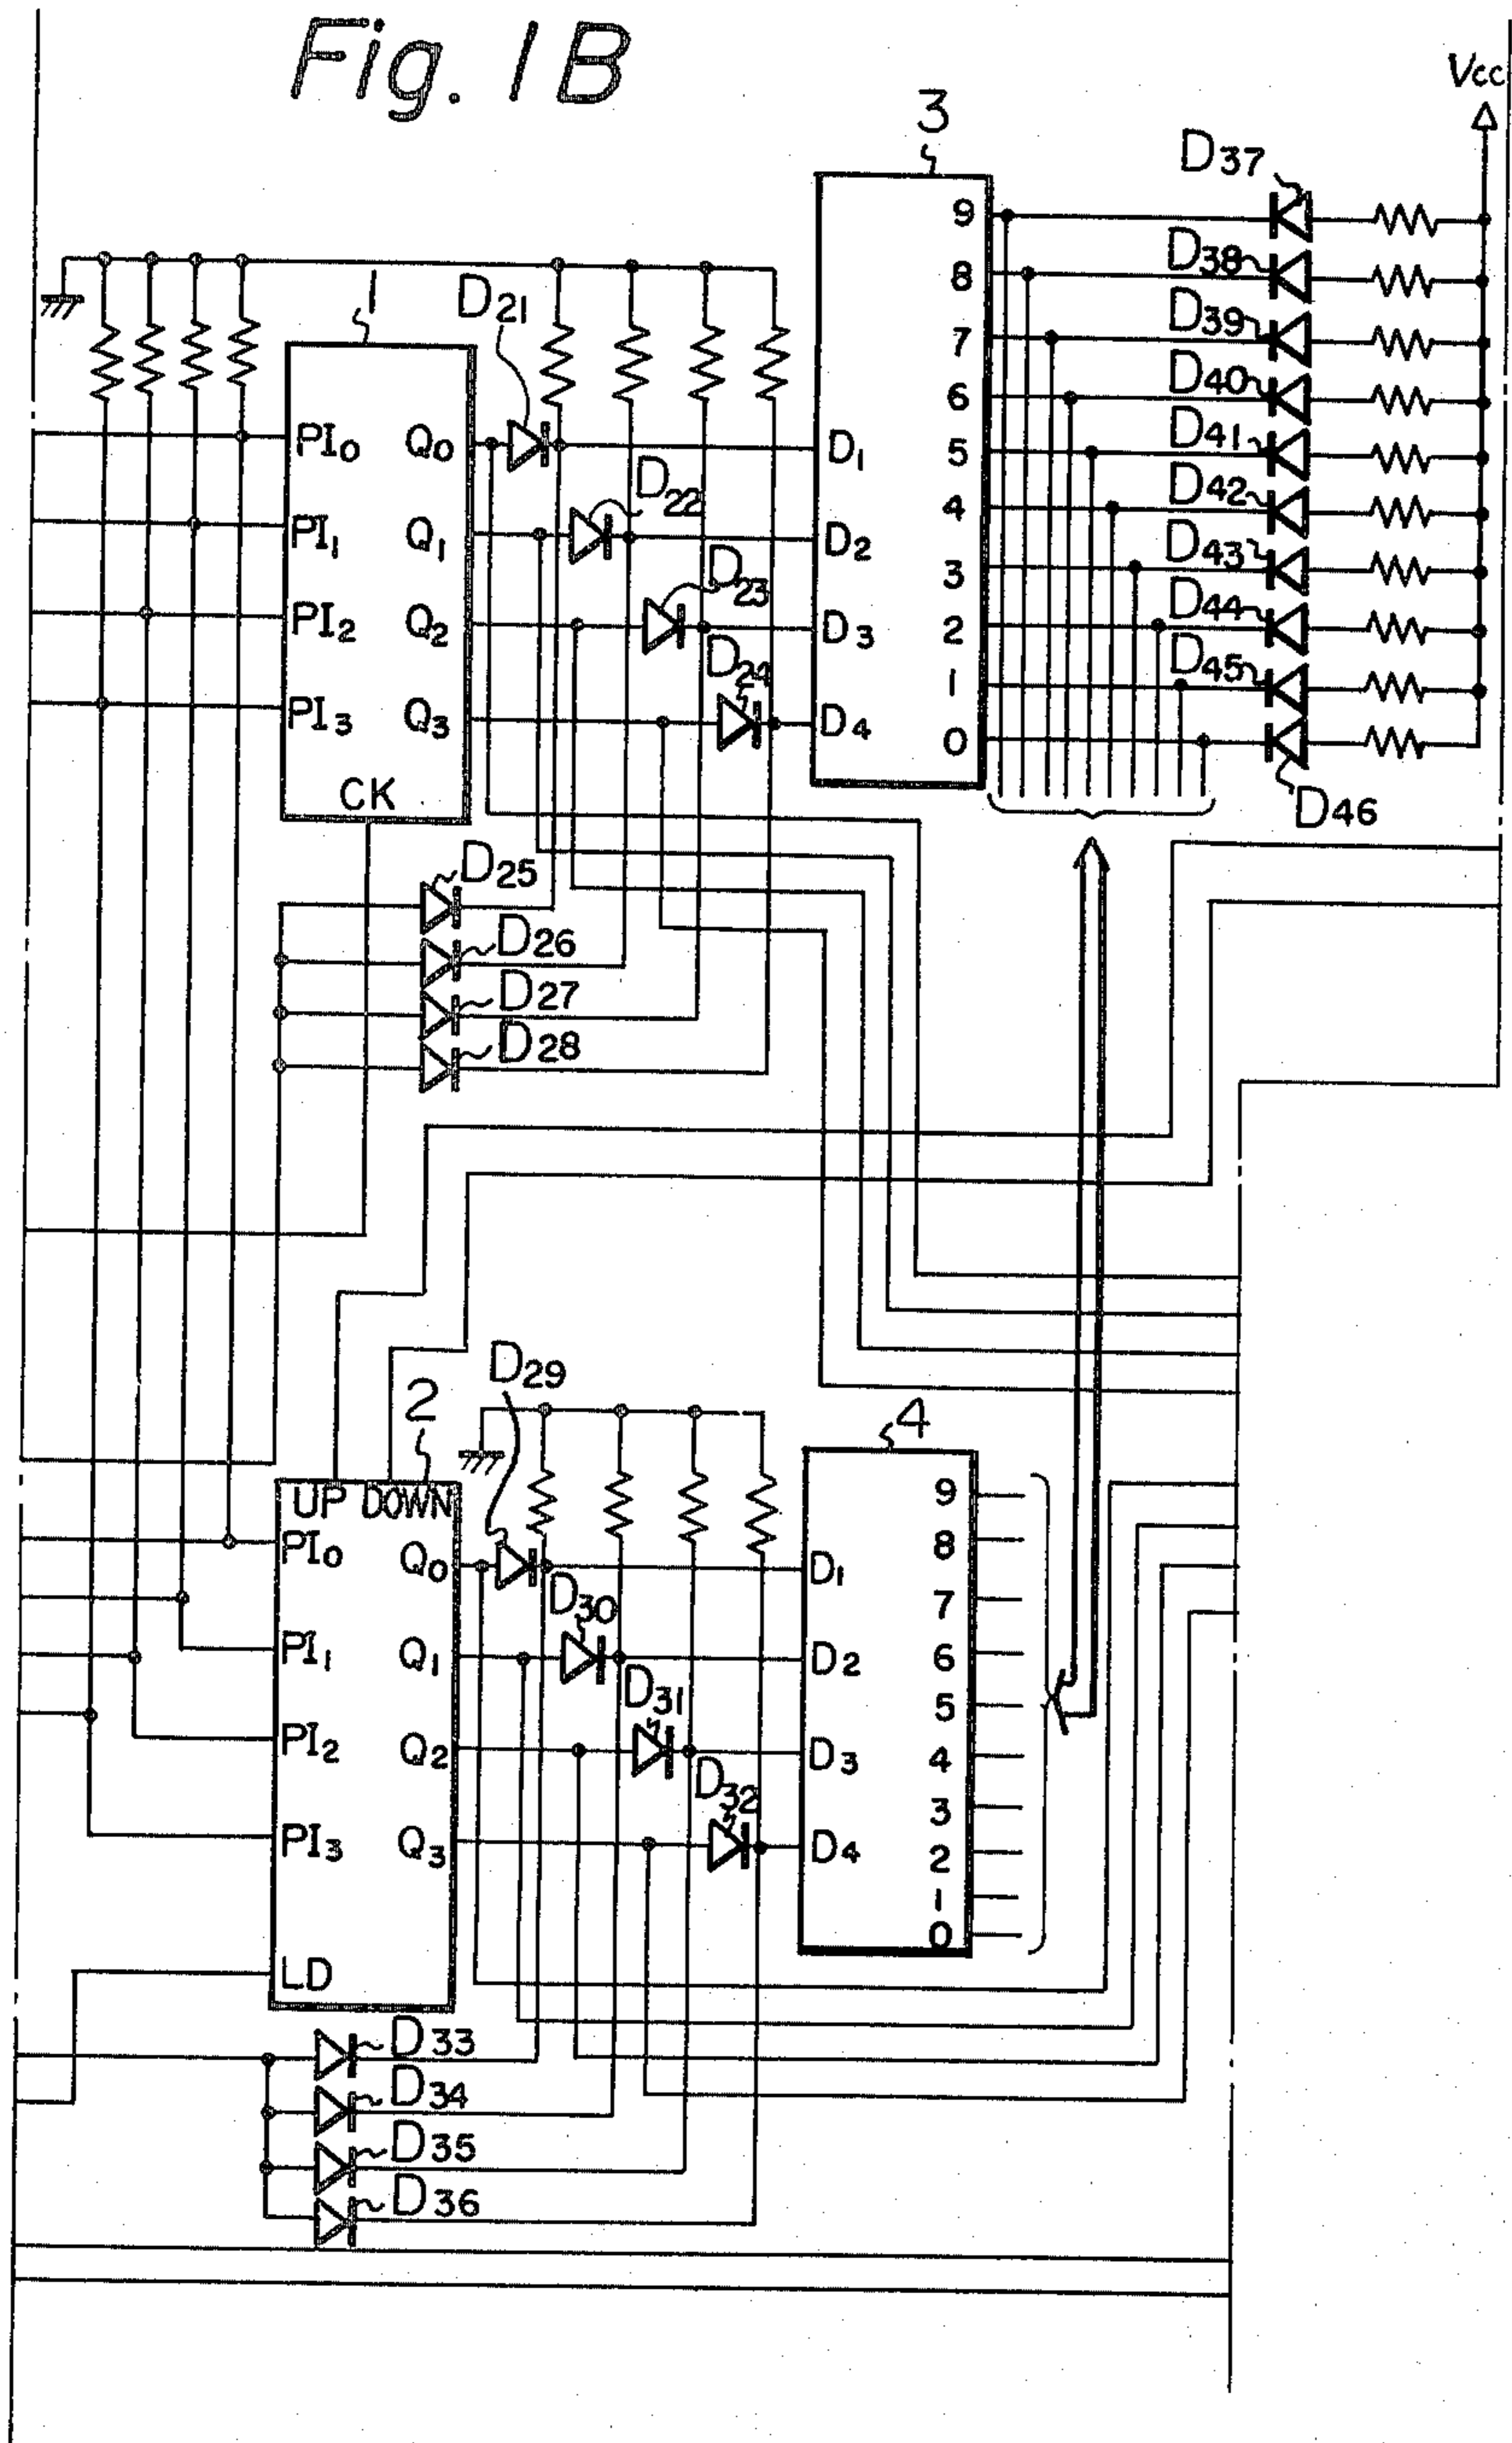 Fig. 1B
Vcc
3
D37
9
D38
8
D39
7
D40
6
D41
5
D42
4
D43
3
D44
2
D45
1
0
D46
1
D21
PI0 Q0 D1
D22
PI1 Q1 D2
D23
PI2 Q2 D3
D24
PI3 Q3 D4
CK
D25
D26
D27
D28
D29
2
4
UP DOWN
9
PI0 Q0 D1
8
D30
7
PI1 Q1 D2
6
D31
5
PI2 Q2 D3
4
D32
3
PI3 Q3 D4
2
1
0
LD
D33
D34
D35
D36